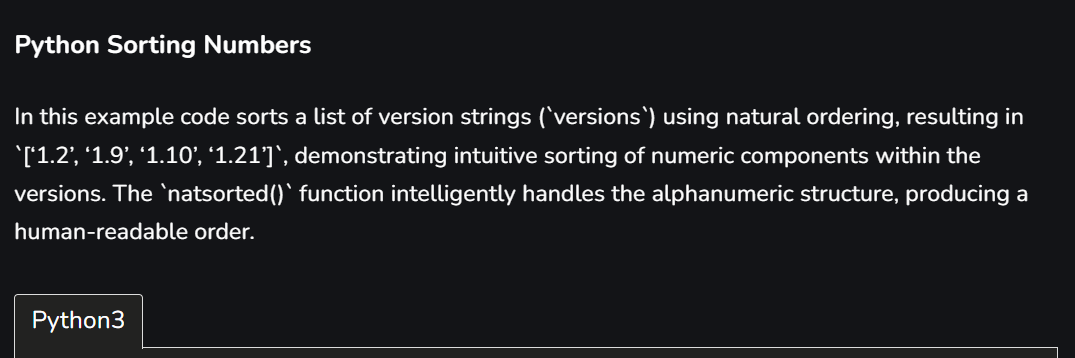 Python Sorting Numbers
In this example code sorts a list of version strings (`versions`) using natural ordering, resulting in
`[‘1.2’, ‘1.9’, ‘1.10’, ‘1.21’]`, demonstrating intuitive sorting of numeric components within the
versions. The `natsorted()` function intelligently handles the alphanumeric structure, producing a
human-readable order.
Python3